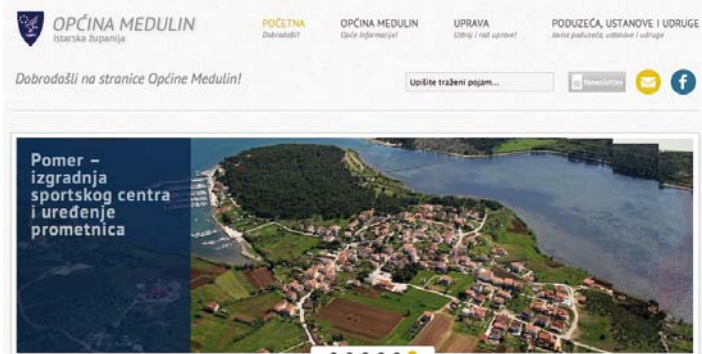 OPĆINA MEDULIN
Istarska županija
POČETNA
Dobrodošli!
OPĆINA MEDULIN
Opće Informacije!
UPRAVA
Ustroj i rad uprave!
PODUZEĆA, USTANOVE I UDRUGE
Javna poduzeća, ustanove i udruge
Dobrodošli na stranice Općine Medulin!
Upišite traženi pojam...
Newsletter
Pomer –
izgradnja
sportskog centra
i uređenje
prometnica